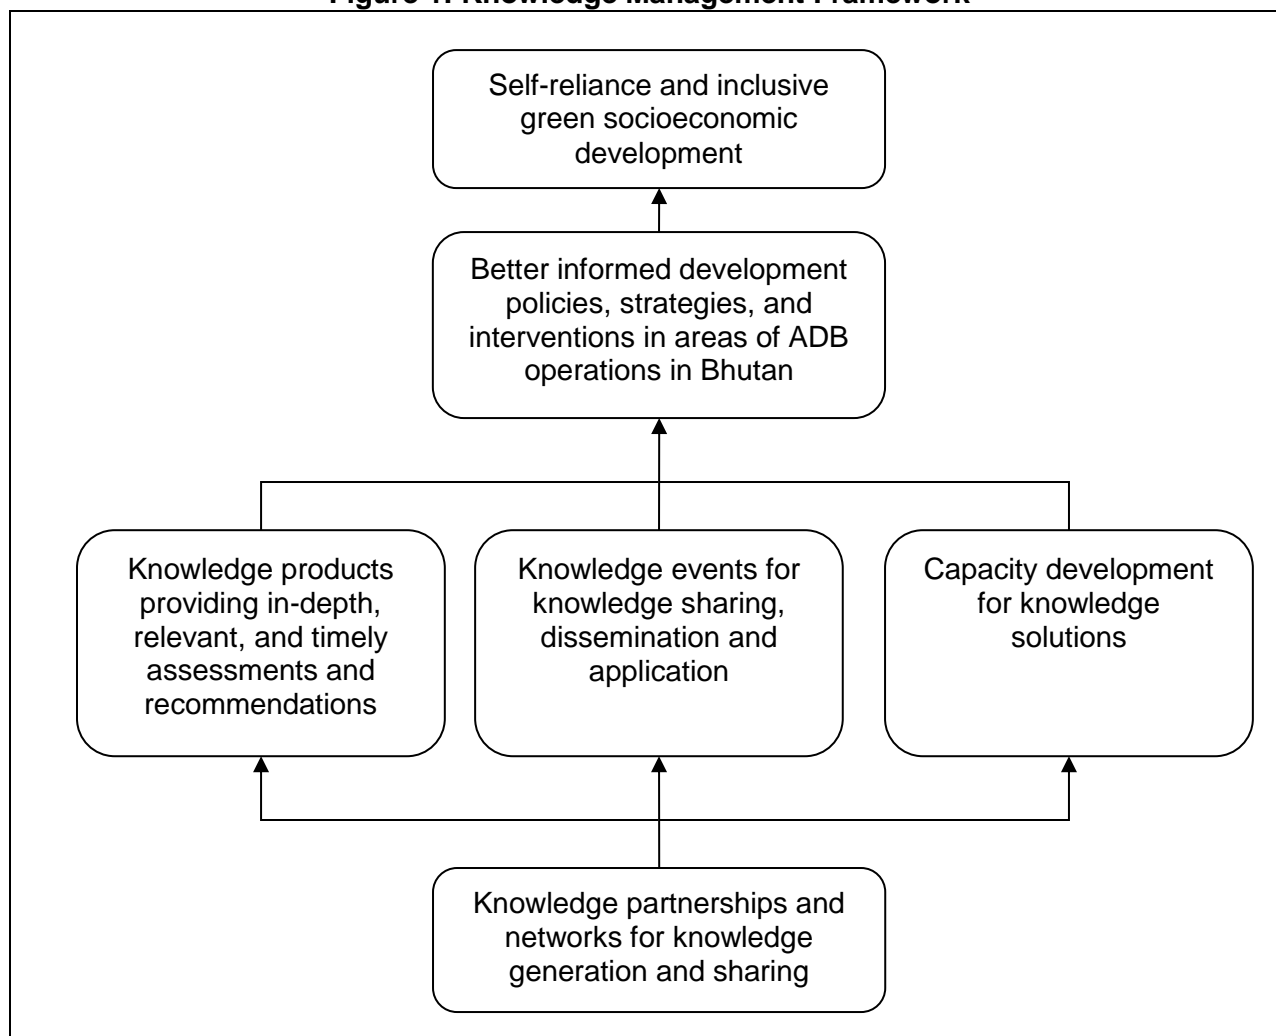 Figure 1: Knowledge Management Framework
Self-reliance and inclusive
green socioeconomic
development
Better informed development
policies, strategies, and
interventions in areas of ADB
operations in Bhutan
Knowledge products
providing in-depth,
relevant, and timely
assessments and
recommendations
Knowledge events for
knowledge sharing,
dissemination and
application
Capacity development
for knowledge
solutions
Knowledge partnerships and
networks for knowledge
generation and sharing